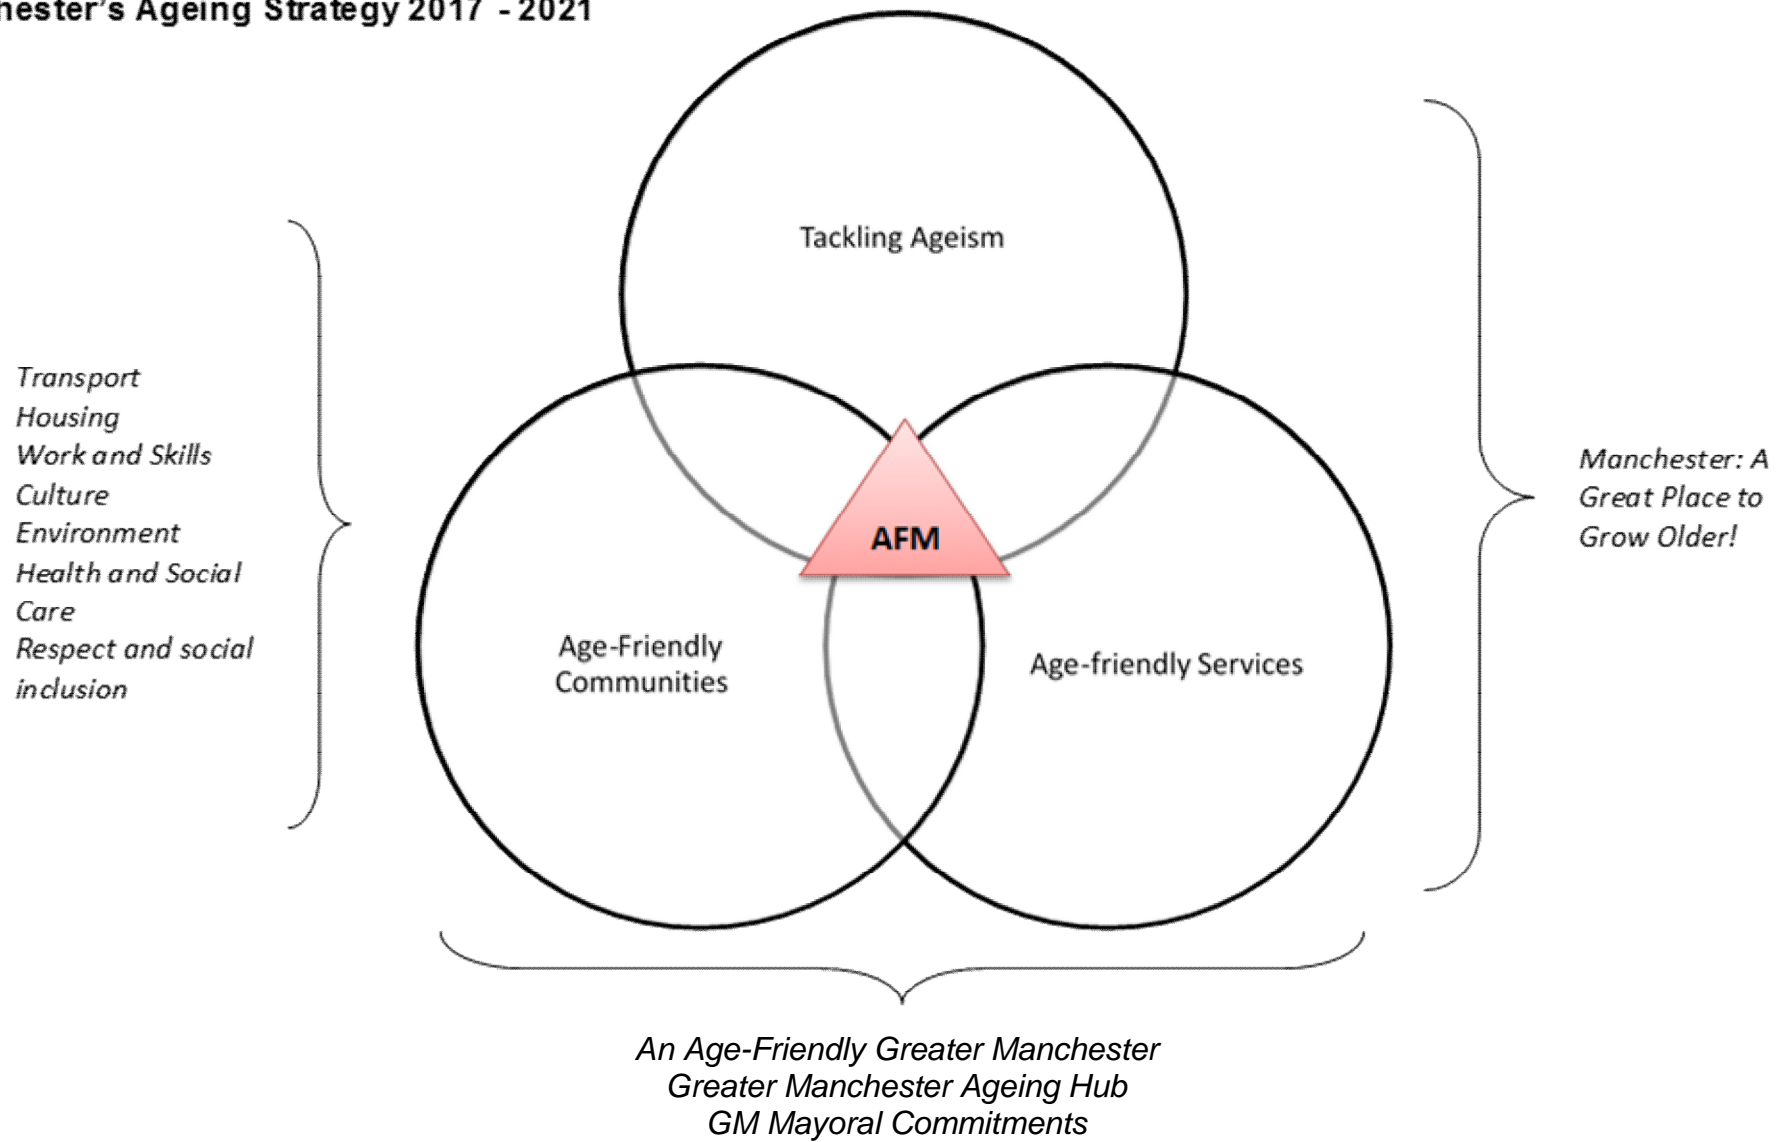 hester's Ageing Strategy 2017 - 2021
Tackling Ageism
Transport
Housing
Work and Skills
Culture
Environment
Health and Social
Care
Respect and social
inclusion
AFM
Age-Friendly
Communities
Age-friendly Services
Manchester: A
Great Place to
Grow Older!
An Age-Friendly Greater Manchester
Greater Manchester Ageing Hub
GM Mayoral Commitments